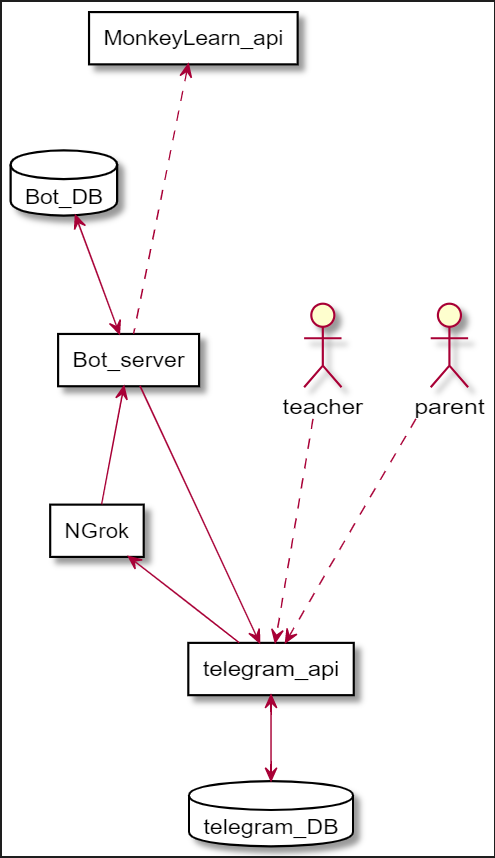 MonkeyLearn_api
Bot_DB
Bot_server
teacher
parent
NGrok
telegram_api
telegram_DB